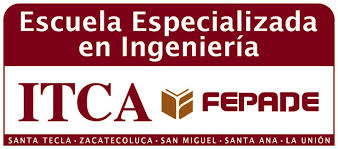 Escuela Especializada
en Ingeniería
ITCA FEPADE
SANTA TECLA - ZACATECOLUCA - SAN MIGUEL - SANTA ANA - LA UNIÓN